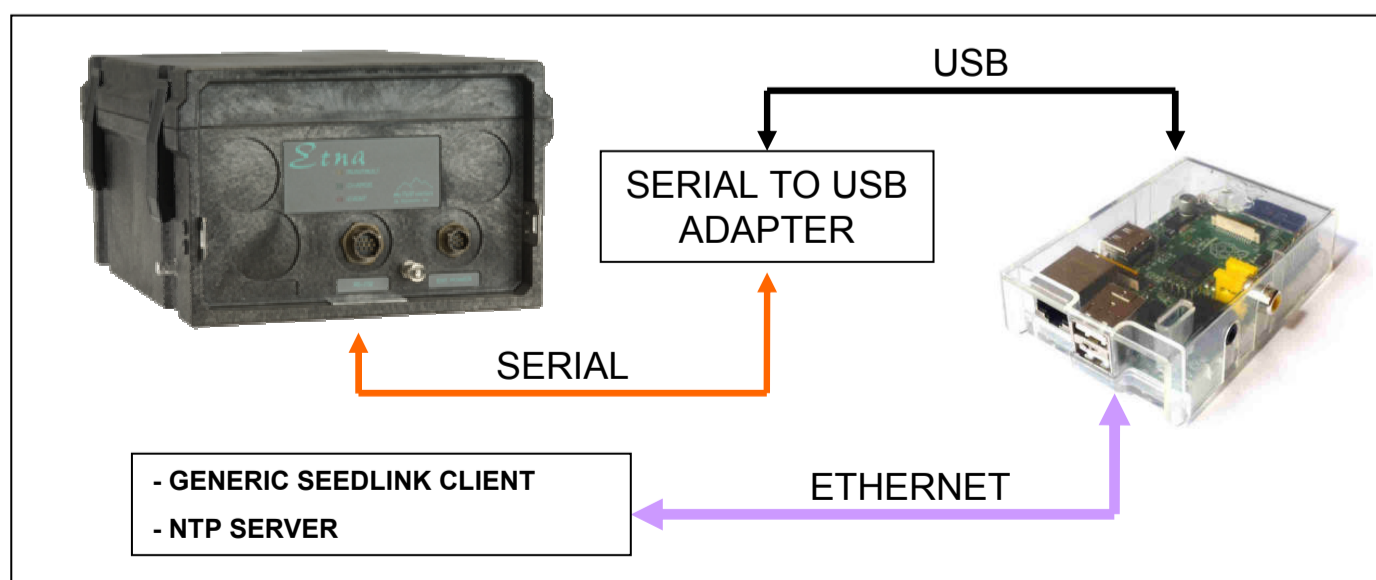 USB
Etna
SERIAL TO USB
ADAPTER
SERIAL
ETHERNET
- GENERIC SEEDLINK CLIENT
- NTP SERVER